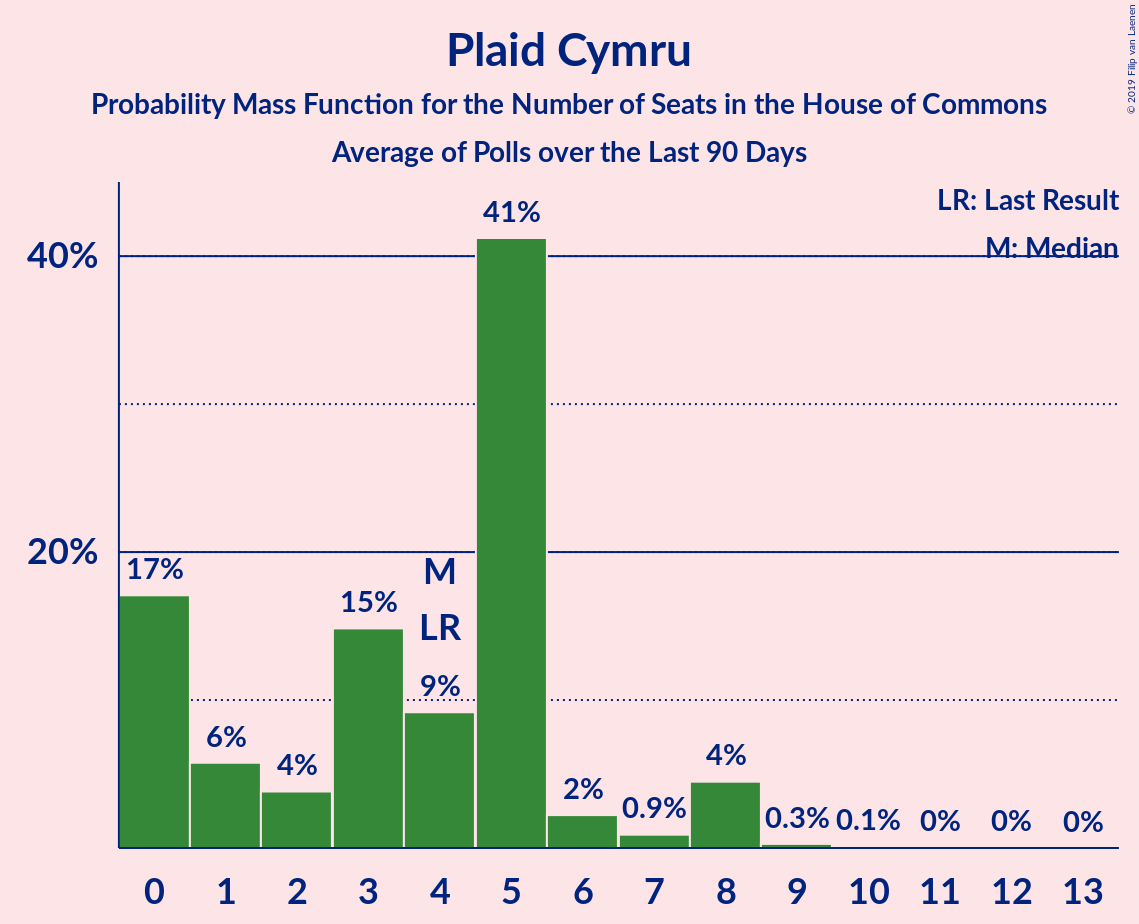 Plaid Cymru
Probability Mass Function for the Number of Seats in the House of Commons
Average of Polls over the Last 90 Days
© 2019 Filip van Laenen
LR: Last Result
M: Median
40%
20%
17%
6%
4%
15%
M
LR
9%
41%
2%
0.9%
4%
0.3%
0.1%
0%
0%
0%
0 1 2 3 4 5 6 7 8 9 10 11 12 13